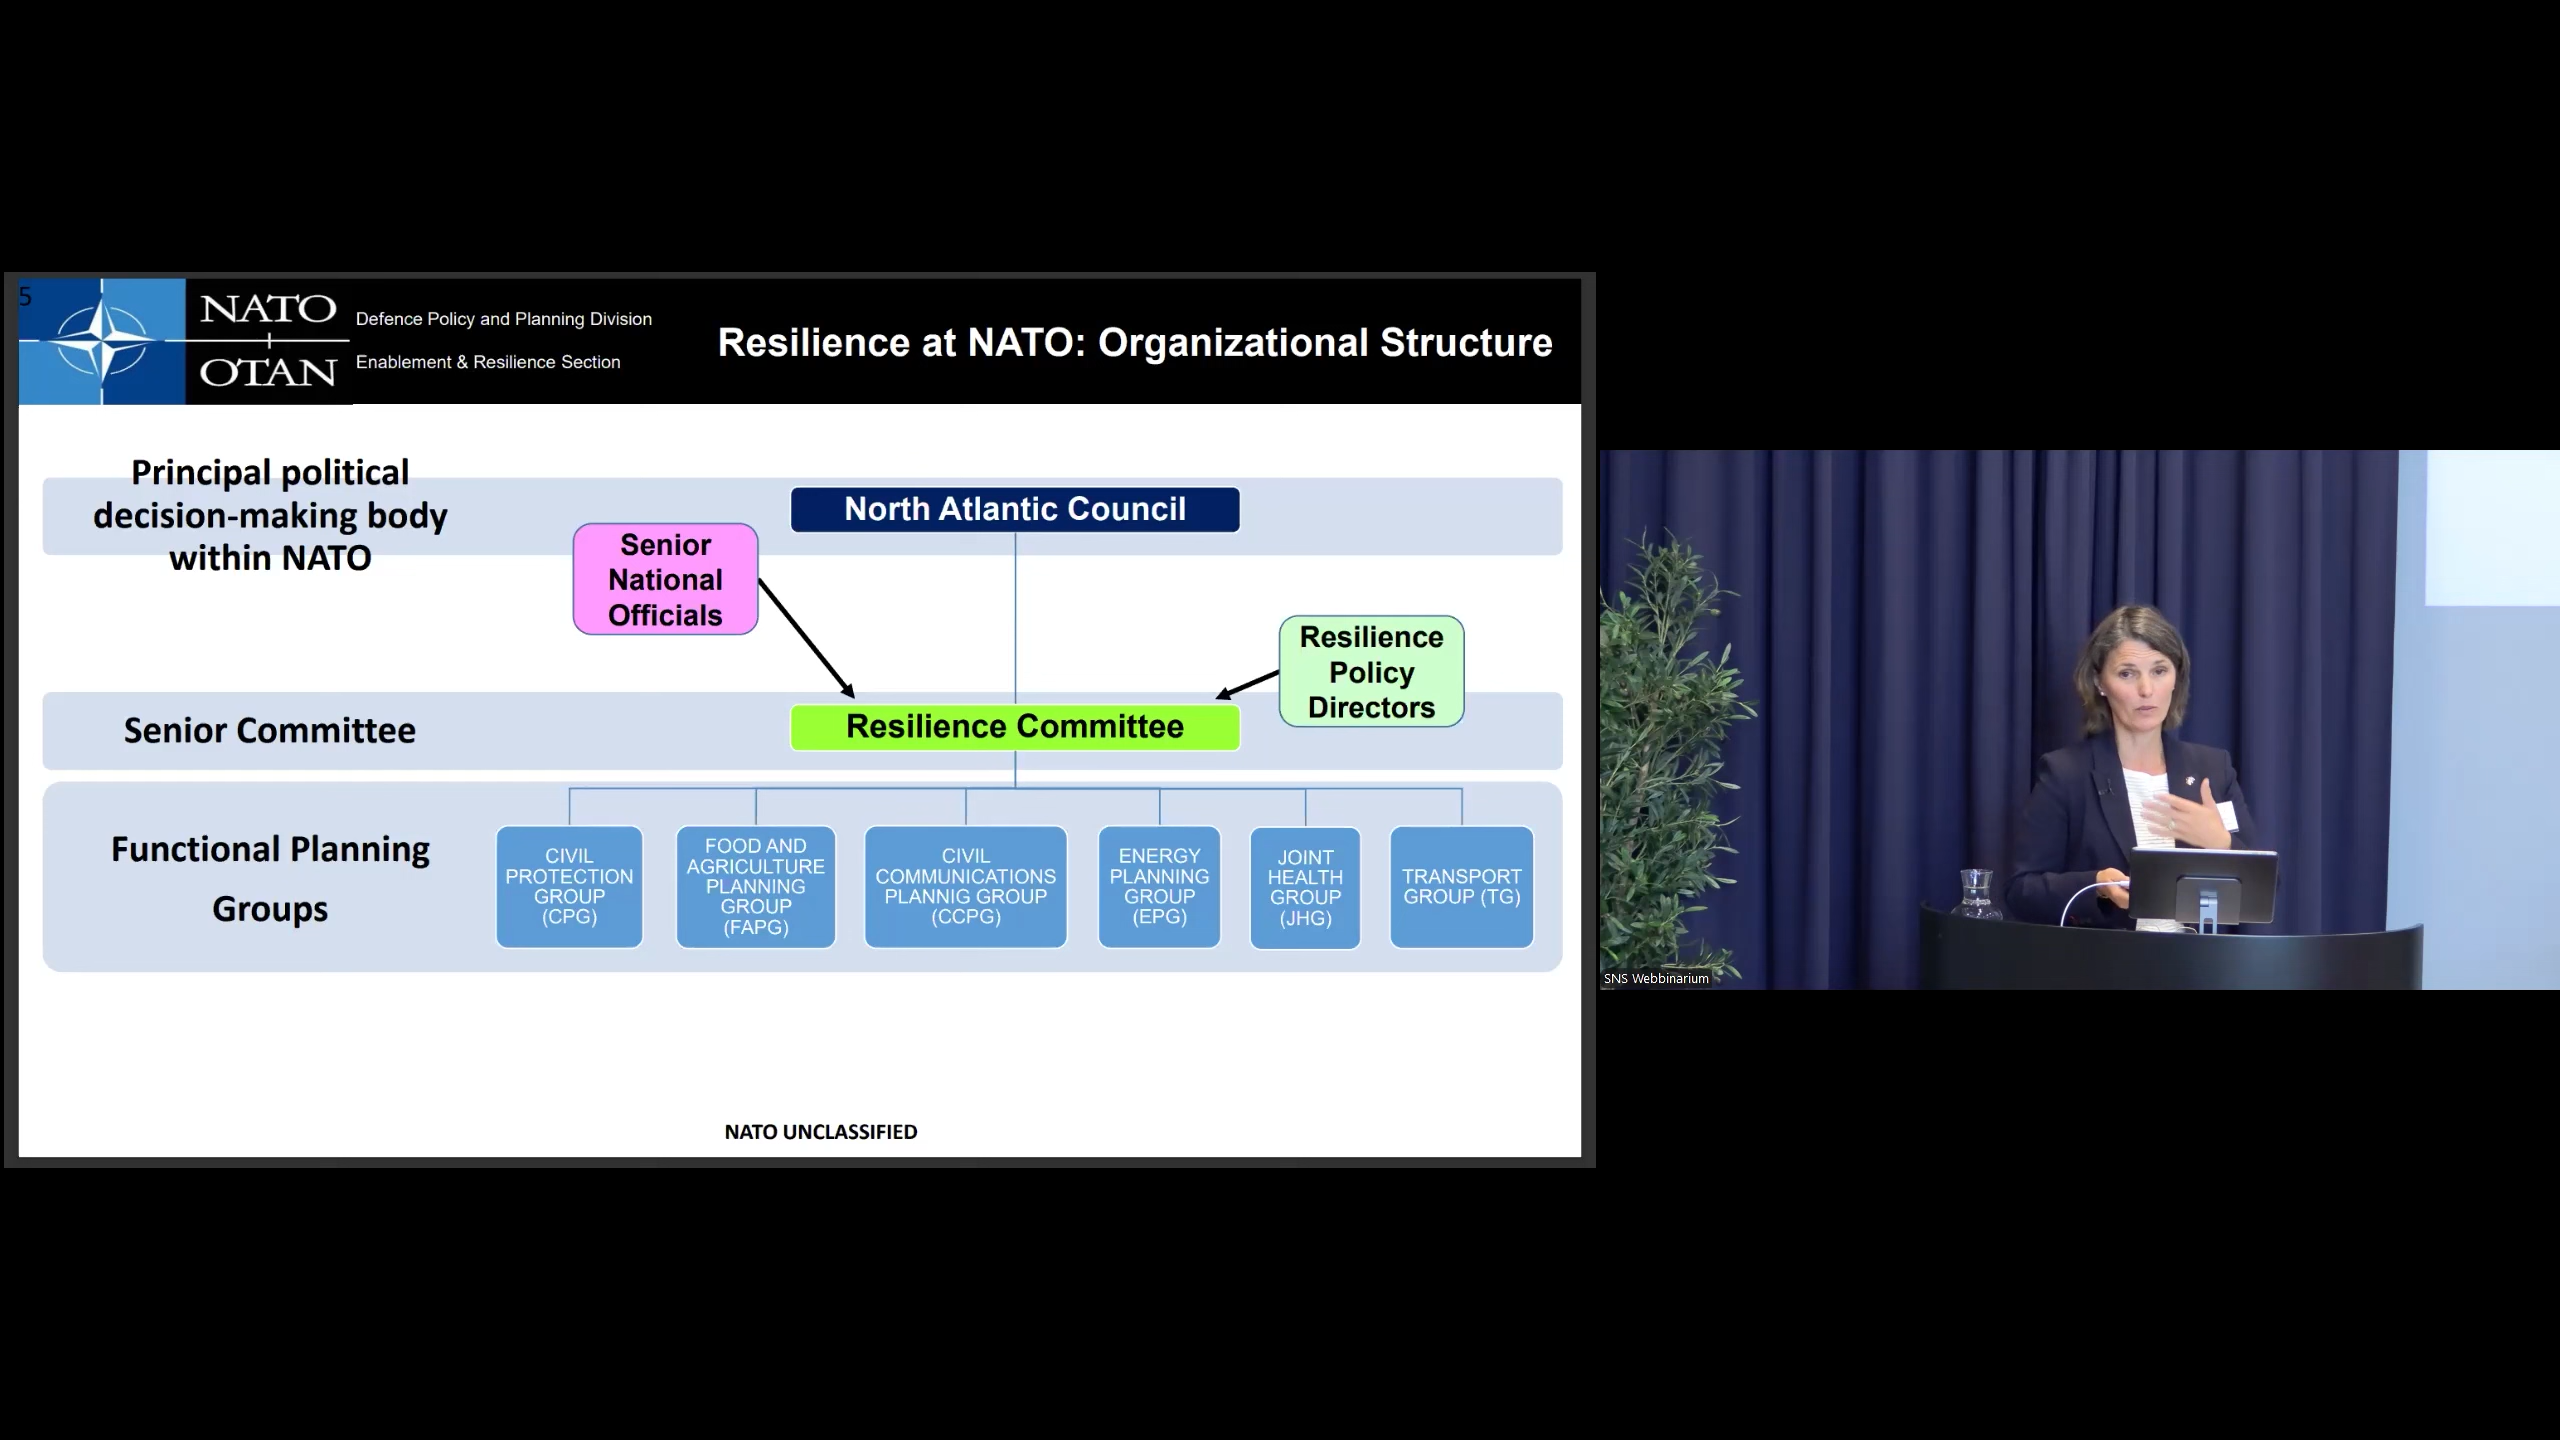 5
NATO
OTAN
Defence Policy and Planning Division
Enablement & Resilience Section
Resilience at NATO: Organizational Structure
Principal political
decision-making body
within NATO
North Atlantic Council
Senior
National
Officials
Resilience
Policy
Directors
Senior Committee
Resilience Committee
Functional Planning
Groups
CIVIL
PROTECTION
GROUP
(CPG)
FOOD AND
AGRICULTURE
PLANNING
GROUP
(FAPG)
CIVIL
COMMUNICATIONS
PLANNIG GROUP
(CCPG)
ENERGY
PLANNING
GROUP
(EPG)
JOINT
HEALTH
GROUP
(JHG)
TRANSPORT
GROUP (TG)
NATO UNCLASSIFIED
SNS Webbinarium